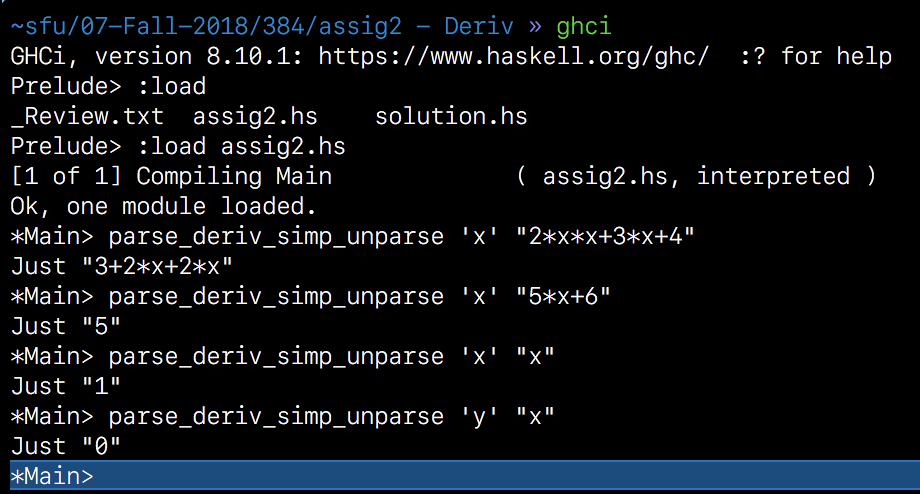 ~sfu/07—Fall—2018/384/assig2 — Deriv » ghci
GHCi, version 8.10.1: https://www.haskell.org/ghc/  :? for help
Prelude> :load
_Review.txt  assig2.hs    solution.hs
Prelude> :load assig2.hs
[1 of 1] Compiling Main             ( assig2.hs, interpreted )
Ok, one module loaded.
*Main> parse_deriv_simp_unparse 'x' "2*x*x+3*x+4"
Just "3+2*x+2*x"
*Main> parse_deriv_simp_unparse 'x' "5*x+6"
Just "5"
*Main> parse_deriv_simp_unparse 'x' "x"
Just "1"
*Main> parse_deriv_simp_unparse 'y' "x"
Just "0"
*Main>